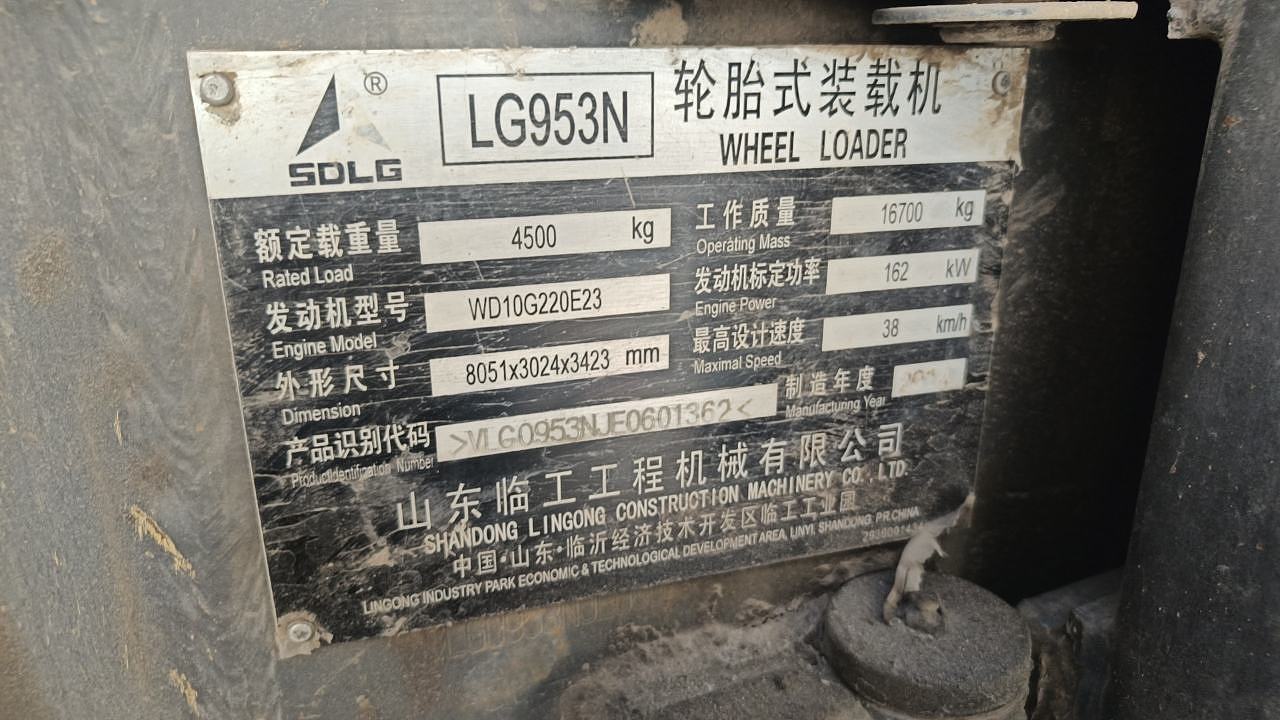 ®
SDLG
LG953N
轮胎式装载机
WHEEL LOADER
额定载重量 4500 kg
Rated Load
工作质量 16700 kg
Operating Mass
发动机型号 WD10G220E23
Engine Model
发动机标定功率 162 kW
Engine Power
外形尺寸 8051x3024x3423 mm
Dimension
最高设计速度 38 km/h
Maximal Speed
产品识别代码 >VLG0953NJE0601362<
Product Identification Number
制造年度
Manufacturing Year
山东临工工程机械有限公司
SHANDONG LINGONG CONSTRUCTION MACHINERY CO., LTD.
中国·山东·临沂经济技术开发区临工工业园
LINGONG INDUSTRY PARK ECONOMIC & TECHNOLOGICAL DEVELOPMENT AREA, LINYI, SHANDONG, P.R.CHINA